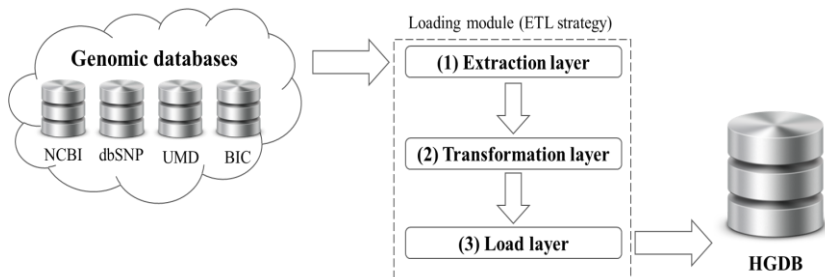 Loading module (ETL strategy)
Genomic databases
NCBI dbSNP UMD BIC
(1) Extraction layer
(2) Transformation layer
(3) Load layer
HGDB